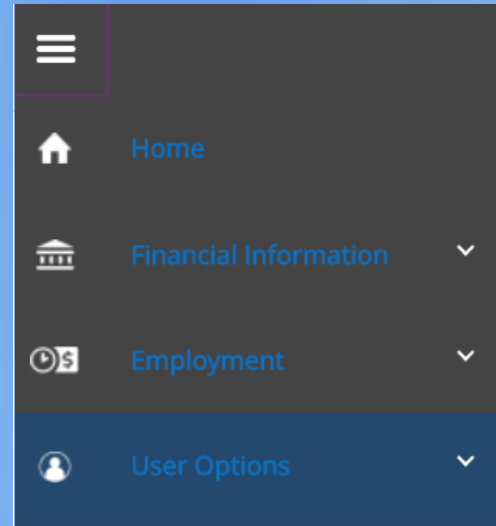 Home
Financial Information
$
Employment
User Options